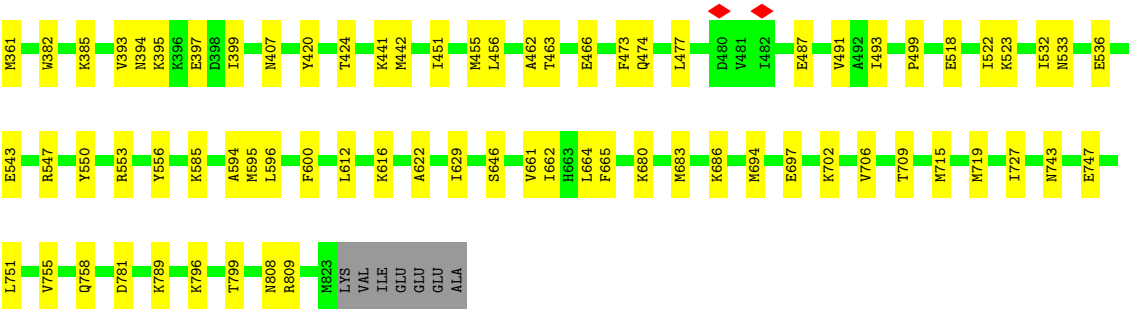 M361 W382 K385 V393 N394 K395 K396 E397 D398 I399 N407 Y420 T424 K441 M442 I451 M455 L456 A462 T463 E466 F473 Q474 L477 D480 V481 I482 E487 V491 A492 I493 P499 E518 I522 K523 I532 N533 E536
E543 R547 Y550 R553 Y556 K585 A594 M595 L596 F600 L612 K616 A622 I629 S646 V661 I662 H663 L664 F665 K680 M683 K686 M694 E697 K702 V706 T709 M715 M719 I727 N743 E747
L751 V755 Q758 D781 K789 K796 T799 N808 R809 M823 LYS VAL ILE GLU GLU GLU ALA